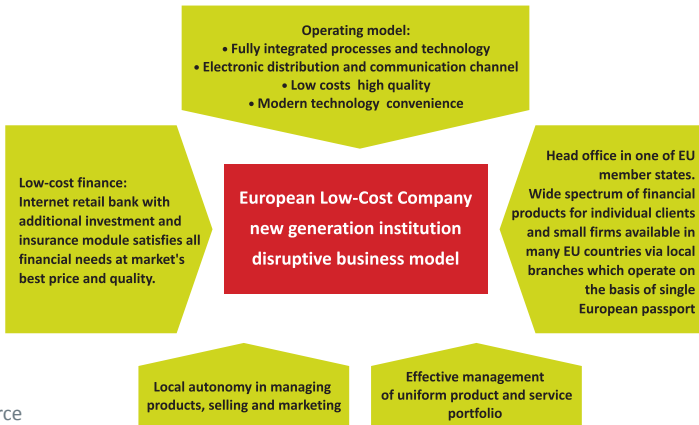 Operating model:
• Fully integrated processes and technology
• Electronic distribution and communication channel
• Low costs  high quality
• Modern technology  convenience
Low-cost finance:
Internet retail bank with
additional investment and
insurance module satisfies all
financial needs at market's
best price and quality.
European Low-Cost Company
new generation institution
disruptive business model
Head office in one of EU
member states.
Wide spectrum of financial
products for individual clients
and small firms available in
many EU countries via local
branches which operate on
the basis of single
European passport
Local autonomy in managing
products, selling and marketing
Effective management
of uniform product and service
portfolio